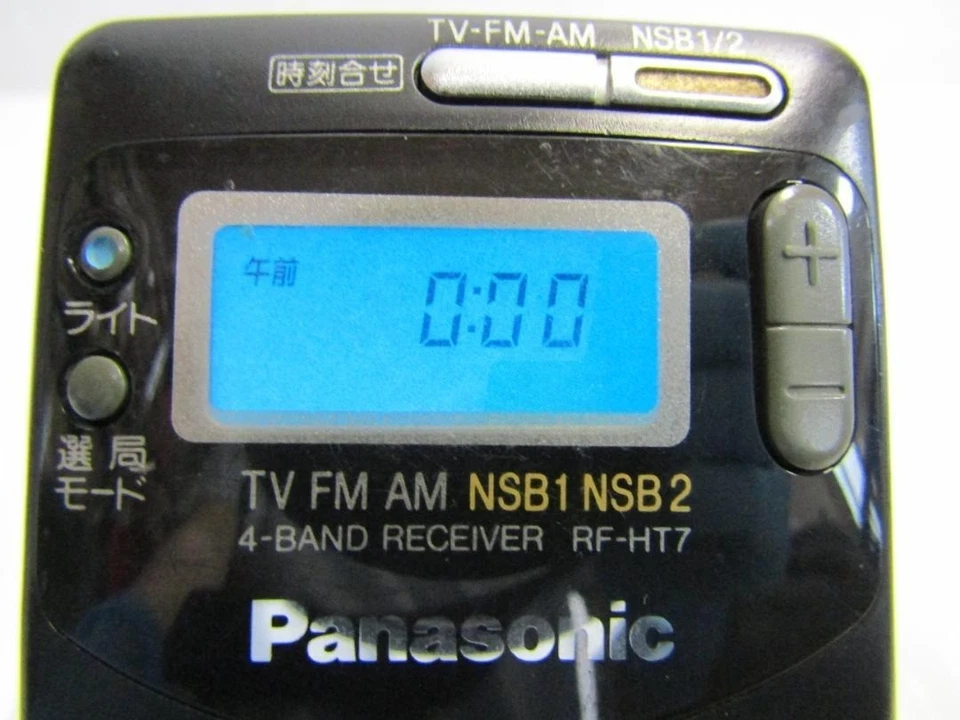 TV-FM-AM NSB1/2
時刻合せ
午前 0:00
ライト
選局
モード
TV FM AM NSB1 NSB2
4-BAND RECEIVER RF-HT7
Panasonic